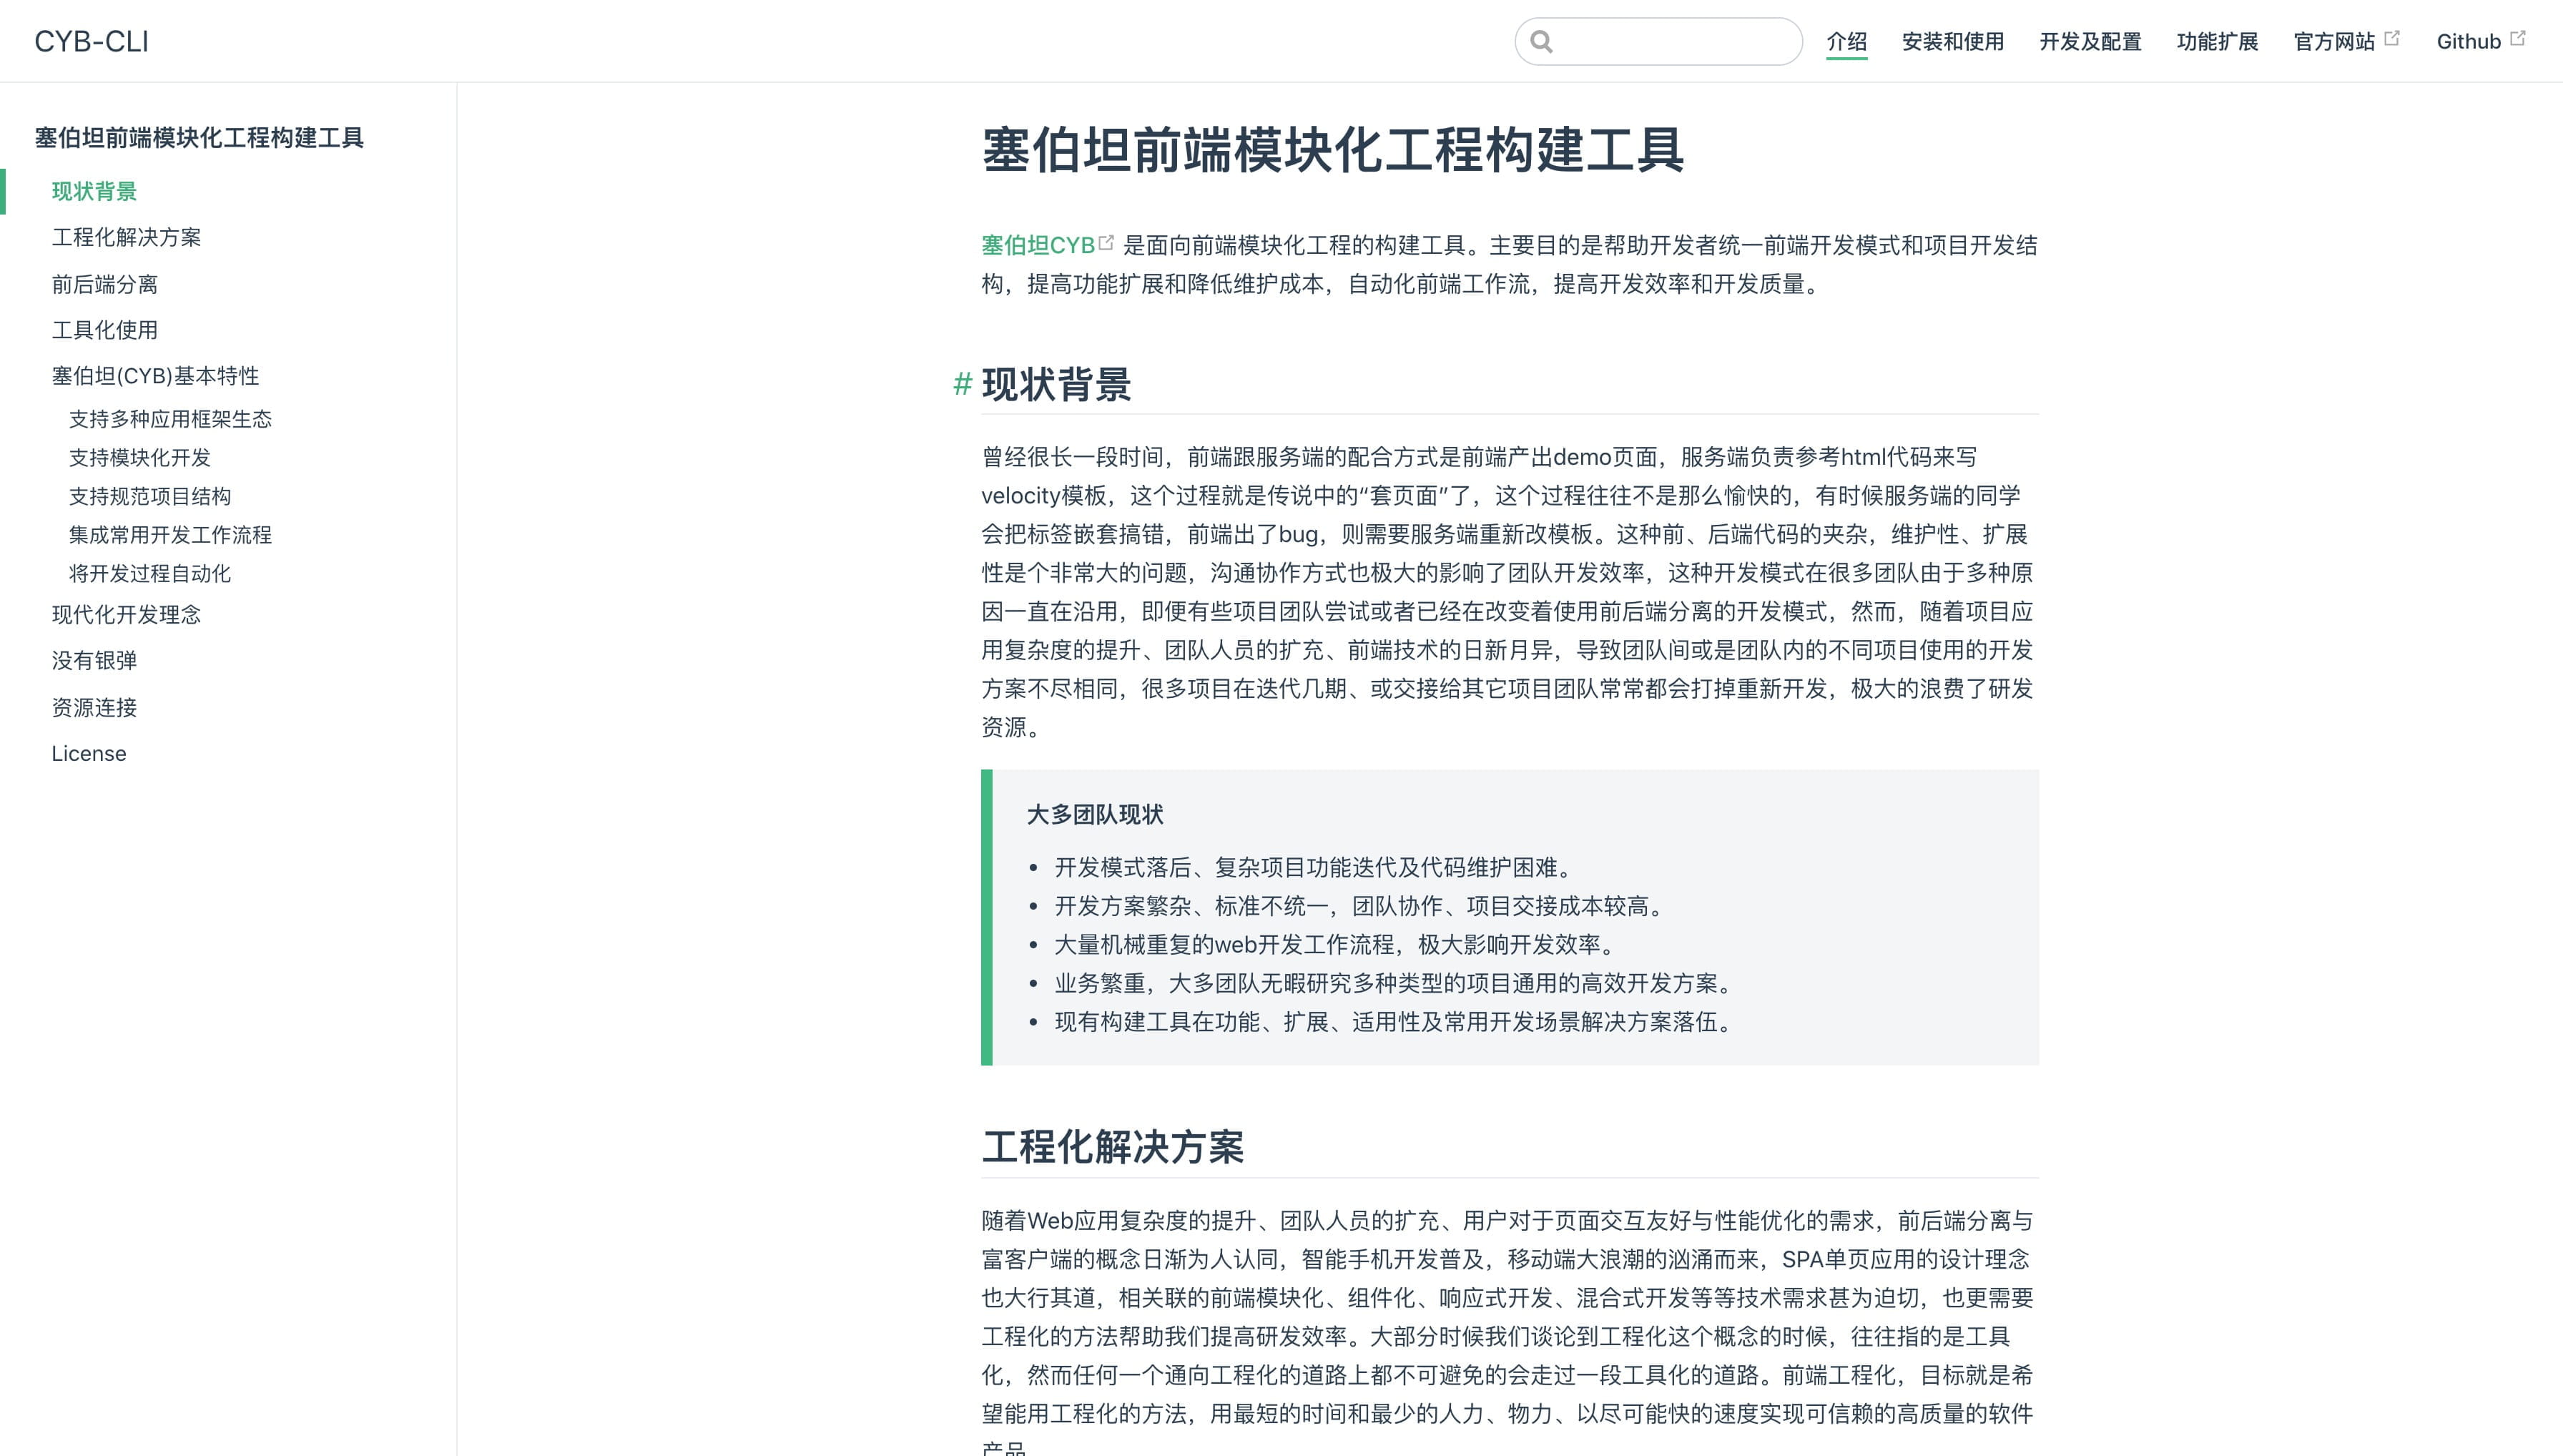 CYB-CLI
介绍
安装和使用
开发及配置
功能扩展
官方网站
Github
塞伯坦前端模块化工程构建工具
现状背景
工程化解决方案
前后端分离
工具化使用
塞伯坦(CYB)基本特性
支持多种应用框架生态
支持模块化开发
支持规范项目结构
集成常用开发工作流程
将开发过程自动化
现代化开发理念
没有银弹
资源连接
License
塞伯坦前端模块化工程构建工具
塞伯坦CYB 是面向前端模块化工程的构建工具。主要目的是帮助开发者统一前端开发模式和项目开发结
构，提高功能扩展和降低维护成本，自动化前端工作流，提高开发效率和开发质量。
# 现状背景
曾经很长一段时间，前端跟服务端的配合方式是前端产出demo页面，服务端负责参考html代码来写
velocity模板，这个过程就是传说中的“套页面”了，这个过程往往不是那么愉快的，有时候服务端的同学
会把标签嵌套搞错，前端出了bug，则需要服务端重新改模板。这种前、后端代码的夹杂，维护性、扩展
性是个非常大的问题，沟通协作方式也极大的影响了团队开发效率，这种开发模式在很多团队由于多种原
因一直在沿用，即便有些项目团队尝试或者已经在改变着使用前后端分离的开发模式，然而，随着项目应
用复杂度的提升、团队人员的扩充、前端技术的日新月异，导致团队间或是团队内的不同项目使用的开发
方案不尽相同，很多项目在迭代几期、或交接给其它项目团队常常都会打掉重新开发，极大的浪费了研发
资源。
大多团队现状
• 开发模式落后、复杂项目功能迭代及代码维护困难。
• 开发方案繁杂、标准不统一，团队协作、项目交接成本较高。
• 大量机械重复的web开发工作流程，极大影响开发效率。
• 业务繁重，大多团队无暇研究多种类型的项目通用的高效开发方案。
• 现有构建工具在功能、扩展、适用性及常用开发场景解决方案落伍。
工程化解决方案
随着Web应用复杂度的提升、团队人员的扩充、用户对于页面交互友好与性能优化的需求，前后端分离与
富客户端的概念日渐为人认同，智能手机开发普及，移动端大浪潮的汹涌而来，SPA单页应用的设计理念
也大行其道，相关联的前端模块化、组件化、响应式开发、混合式开发等等技术需求甚为迫切，也更需要
工程化的方法帮助我们提高研发效率。大部分时候我们谈论到工程化这个概念的时候，往往指的是工具
化，然而任何一个通向工程化的道路上都不可避免的会走过一段工具化的道路。前端工程化，目标就是希
望能用工程化的方法，用最短的时间和最少的人力、物力、以尽可能快的速度实现可信赖的高质量的软件
产品